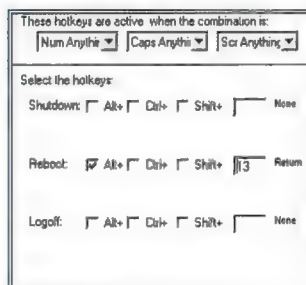 These hotkeys are active when the combination is:
Num Anythir Caps Anythi Scr Anything
Select the hotkeys:
Shutdown: Alt+ Ctrl+ Shift+ None
Reboot: Alt+ Ctrl+ Shift+ 13 Return
Logoff: Alt+ Ctrl+ Shift+ None